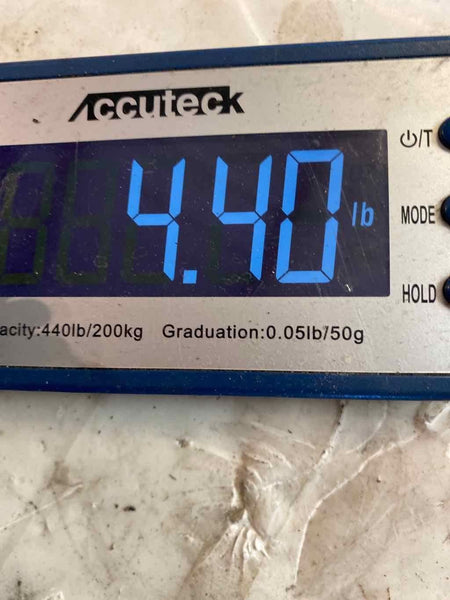 Accuteck
4.40 lb
⏻/T
MODE
HOLD
acity:440lb/200kg Graduation:0.05lb/50g